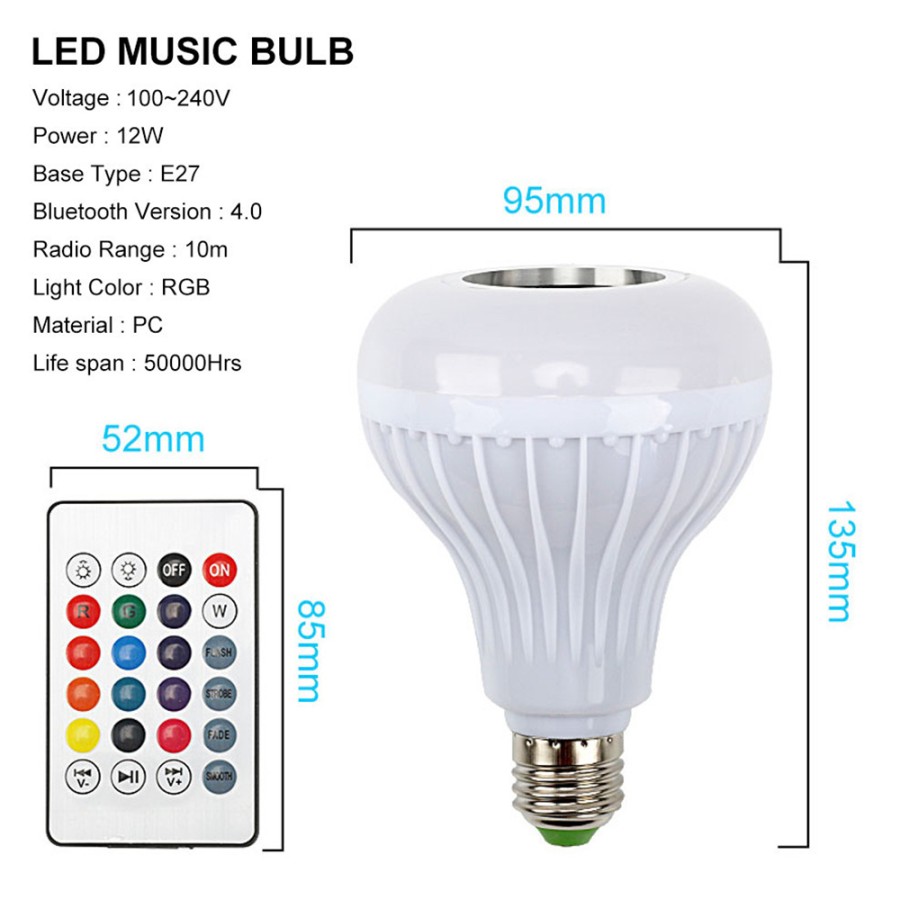 LED MUSIC BULB
Voltage : 100~240V
Power : 12W
Base Type : E27
Bluetooth Version : 4.0
Radio Range : 10m
Light Color : RGB
Material : PC
Life span : 50000Hrs
95mm
135mm
52mm
85mm
OFF ON
R G W
FLASH
STROBE
FADE
V- V+ SMOOTH